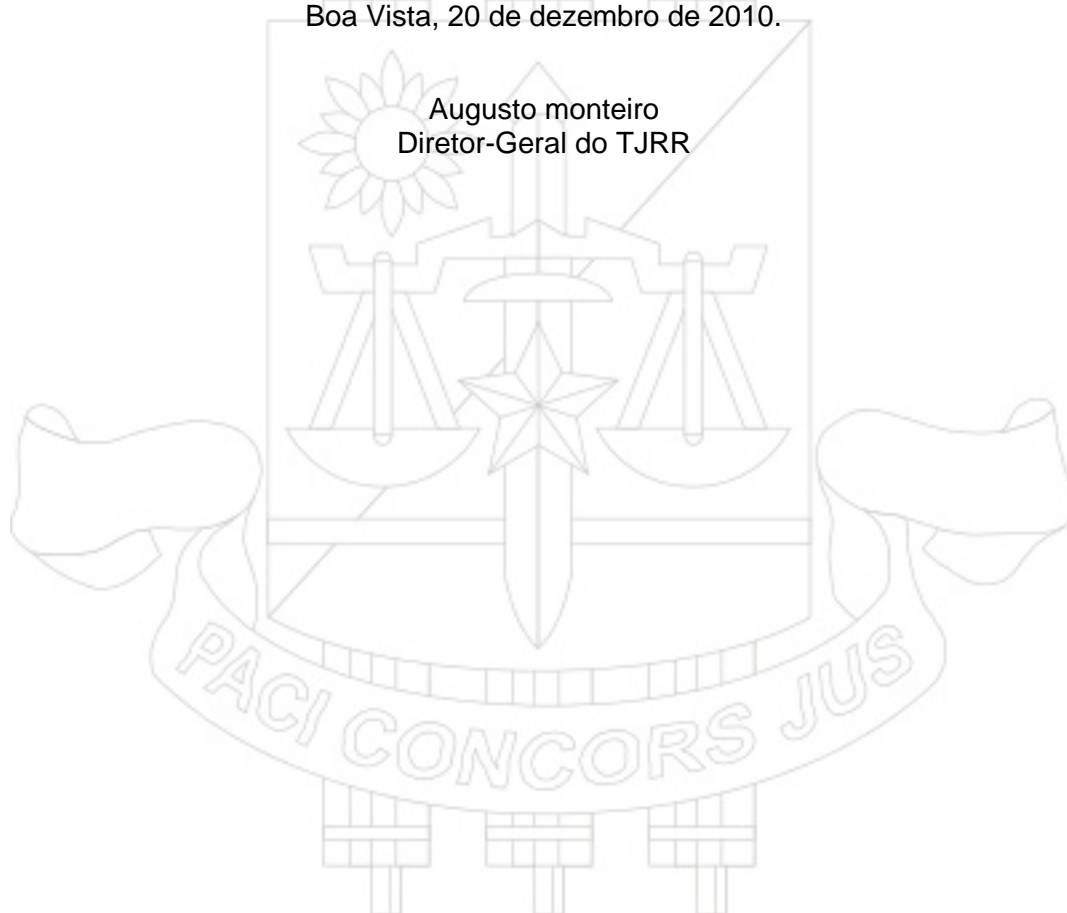 Boa Vista, 20 de dezembro de 2010.
Augusto monteiro
Diretor-Geral do TJRR
PACI CONCORS JUS